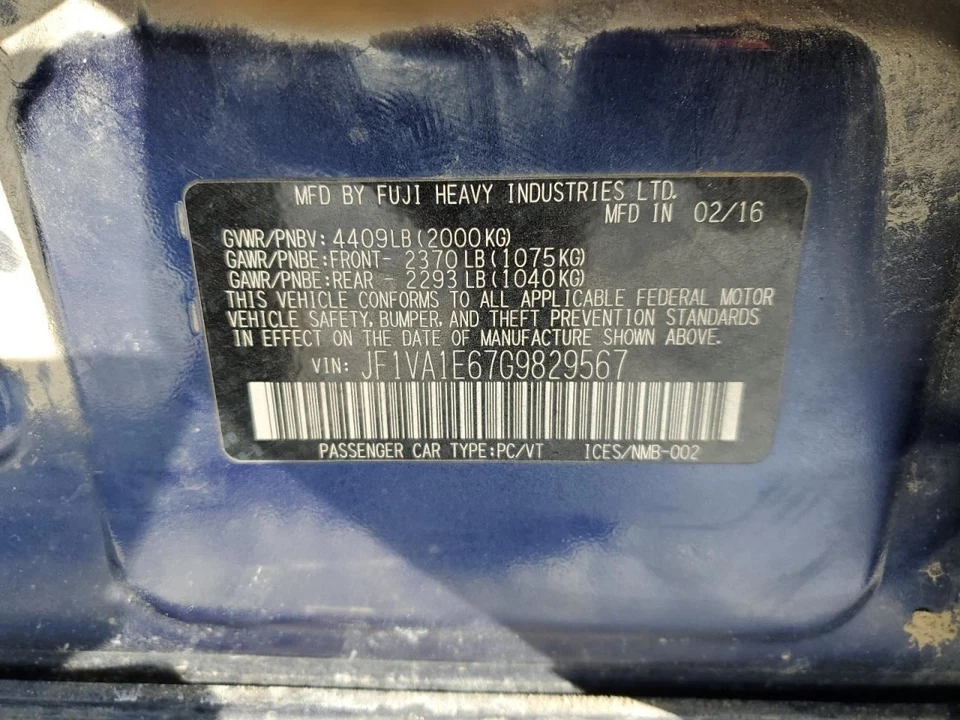 MFD BY FUJI HEAVY INDUSTRIES LTD.
MFD IN 02/16
GVWR/PNBV: 4409LB(2000KG)
GAWR/PNBE:FRONT- 2370LB(1075KG)
GAWR/PNBE:REAR - 2293LB(1040KG)
THIS VEHICLE CONFORMS TO ALL APPLICABLE FEDERAL MOTOR
VEHICLE SAFETY, BUMPER, AND THEFT PREVENTION STANDARDS
IN EFFECT ON THE DATE OF MANUFACTURE SHOWN ABOVE.
VIN: JF1VA1E67G9829567
PASSENGER CAR TYPE:PC/VT ICES/NMB-002